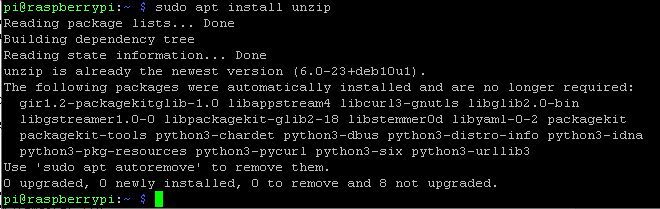 pi@raspberrypi:~ $ sudo apt install unzip
Reading package lists... Done
Building dependency tree
Reading state information... Done
unzip is already the newest version (6.0-23+deb10u1).
The following packages were automatically installed and are no longer required:
  gir1.2-packagekitglib-1.0 libappstream4 libcurl3-gnutls libglib2.0-bin
  libgstreamer1.0-0 libpackagekit-glib2-18 libstemmer0d libyaml-0-2 packagekit
  packagekit-tools python3-chardet python3-dbus python3-distro-info python3-idna
  python3-pkg-resources python3-pycurl python3-six python3-urllib3
Use 'sudo apt autoremove' to remove them.
0 upgraded, 0 newly installed, 0 to remove and 8 not upgraded.
pi@raspberrypi:~ $